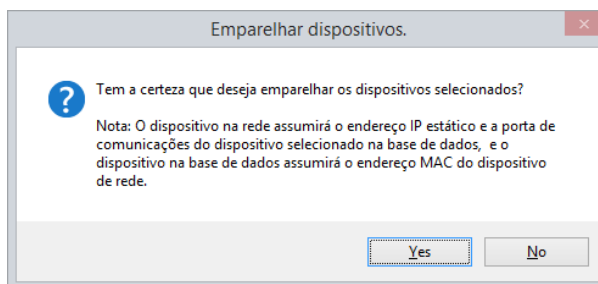 Emparelhar dispositivos.
Tem a certeza que deseja emparelhar os dispositivos selecionados?
Nota: O dispositivo na rede assumirá o endereço IP estático e a porta de
comunicações do dispositivo selecionado na base de dados, e o
dispositivo na base de dados assumirá o endereço MAC do dispositivo
de rede.
Yes No